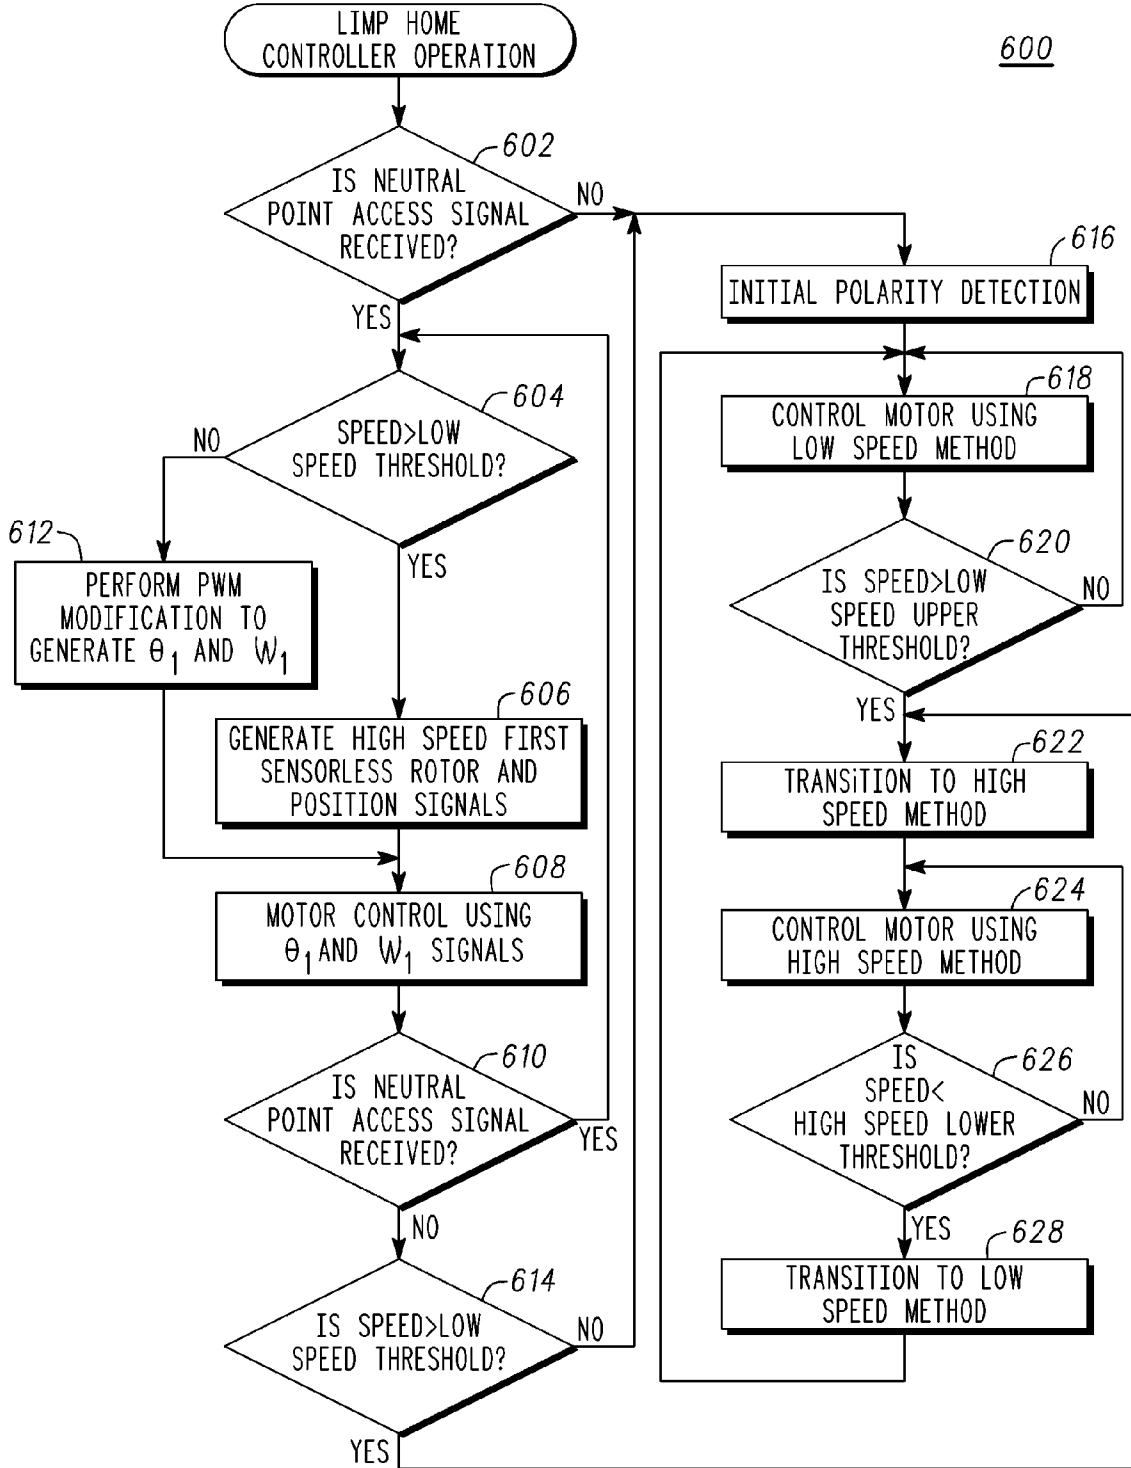 LIMP HOME
CONTROLLER OPERATION
600
602
IS NEUTRAL
POINT ACCESS SIGNAL
RECEIVED?
NO
YES
604
SPEED>LOW
SPEED THRESHOLD?
NO
YES
612
PERFORM PWM
MODIFICATION TO
GENERATE θ1 AND W1
606
GENERATE HIGH SPEED FIRST
SENSORLESS ROTOR AND
POSITION SIGNALS
608
MOTOR CONTROL USING
θ1 AND W1 SIGNALS
610
IS NEUTRAL
POINT ACCESS SIGNAL
RECEIVED?
YES
NO
614
IS SPEED>LOW
SPEED THRESHOLD?
NO
YES
616
INITIAL POLARITY DETECTION
618
CONTROL MOTOR USING
LOW SPEED METHOD
620
IS SPEED>LOW
SPEED UPPER
THRESHOLD?
NO
YES
622
TRANSiTION TO HIGH
SPEED METHOD
624
CONTROL MOTOR USING
HIGH SPEED METHOD
626
IS
SPEED<
HIGH SPEED LOWER
THRESHOLD?
NO
YES
628
TRANSITION TO LOW
SPEED METHOD